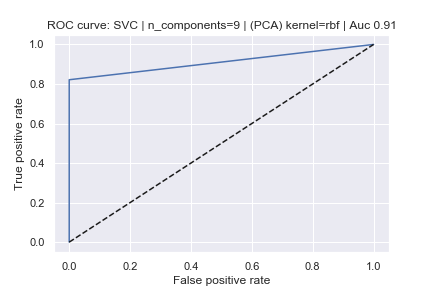 ROC curve: SVC | n_components=9 | (PCA) kernel=rbf | Auc 0.91
1.0
0.8
0.6
0.4
0.2
0.0
True positive rate
0.0 0.2 0.4 0.6 0.8 1.0
False positive rate